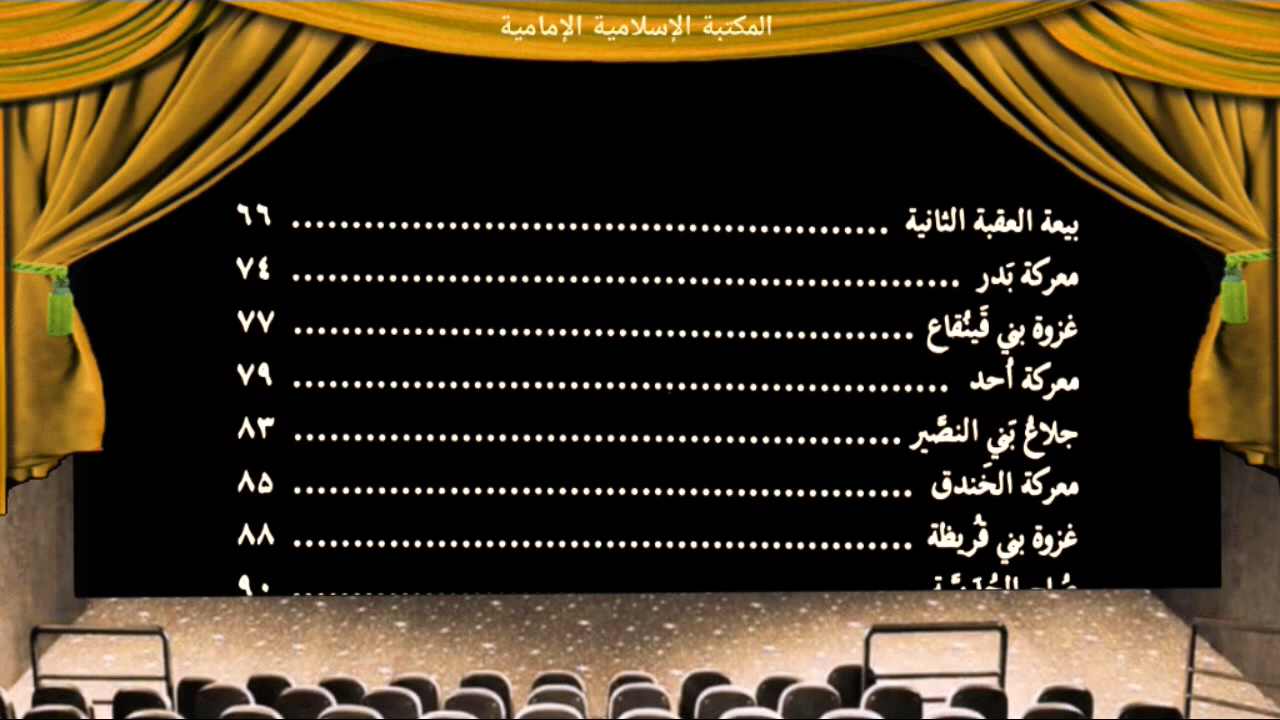 المكتبة الإسلامية الإمامية
بيعة العقبة الثانية ................................................ ٦٦
معركة بَدر ...................................................... ٧٤
غزوة بني قَينُقاع .................................................. ٧٧
معركة أُحد ..................................................... ٧٩
جلاءُ بَني النضَّير ................................................. ٨٣
معركة الخَندق .................................................. ٨٥
غزوة بني قُريظة .................................................. ٨٨